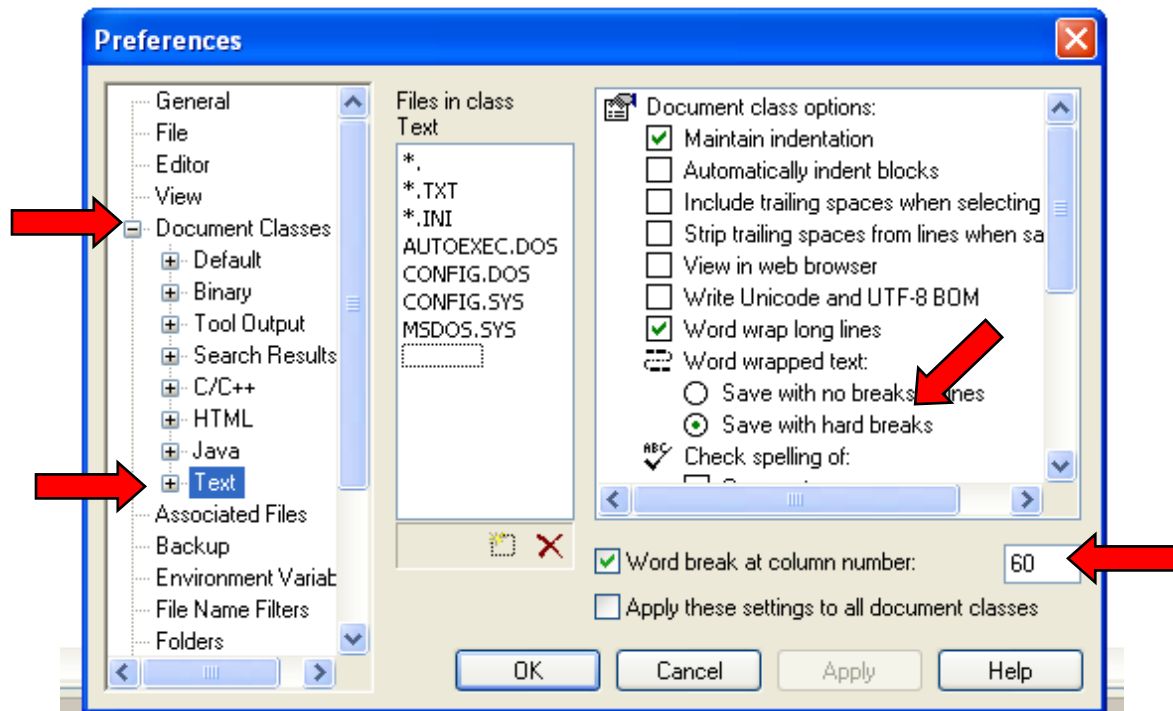 Preferences
General
File
Editor
View
Document Classes
Default
Binary
Tool Output
Search Results
C/C++
HTML
Java
Text
Associated Files
Backup
Environment Variab
File Name Filters
Folders
Files in class
Text
*.
*.TXT
*.INI
AUTOEXEC.DOS
CONFIG.DOS
CONFIG.SYS
MSDOS.SYS
Document class options:
Maintain indentation
Automatically indent blocks
Include trailing spaces when selecting
Strip trailing spaces from lines when sa
View in web browser
Write Unicode and UTF-8 BOM
Word wrap long lines
Word wrapped text:
Save with no breaks
Save with hard breaks
ABC
Check spelling of:
Word break at column number:
60
Apply these settings to all document classes
OK
Cancel
Apply
Help